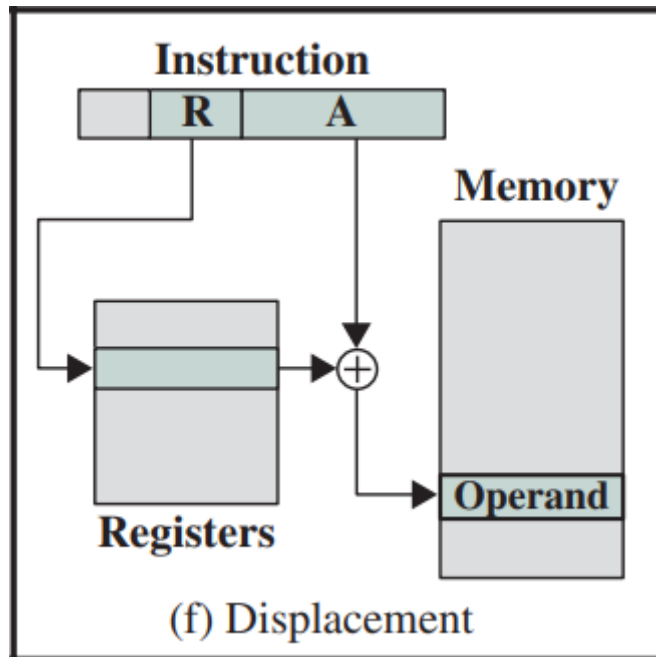 Instruction
R A
Memory
+
Operand
Registers
(f) Displacement